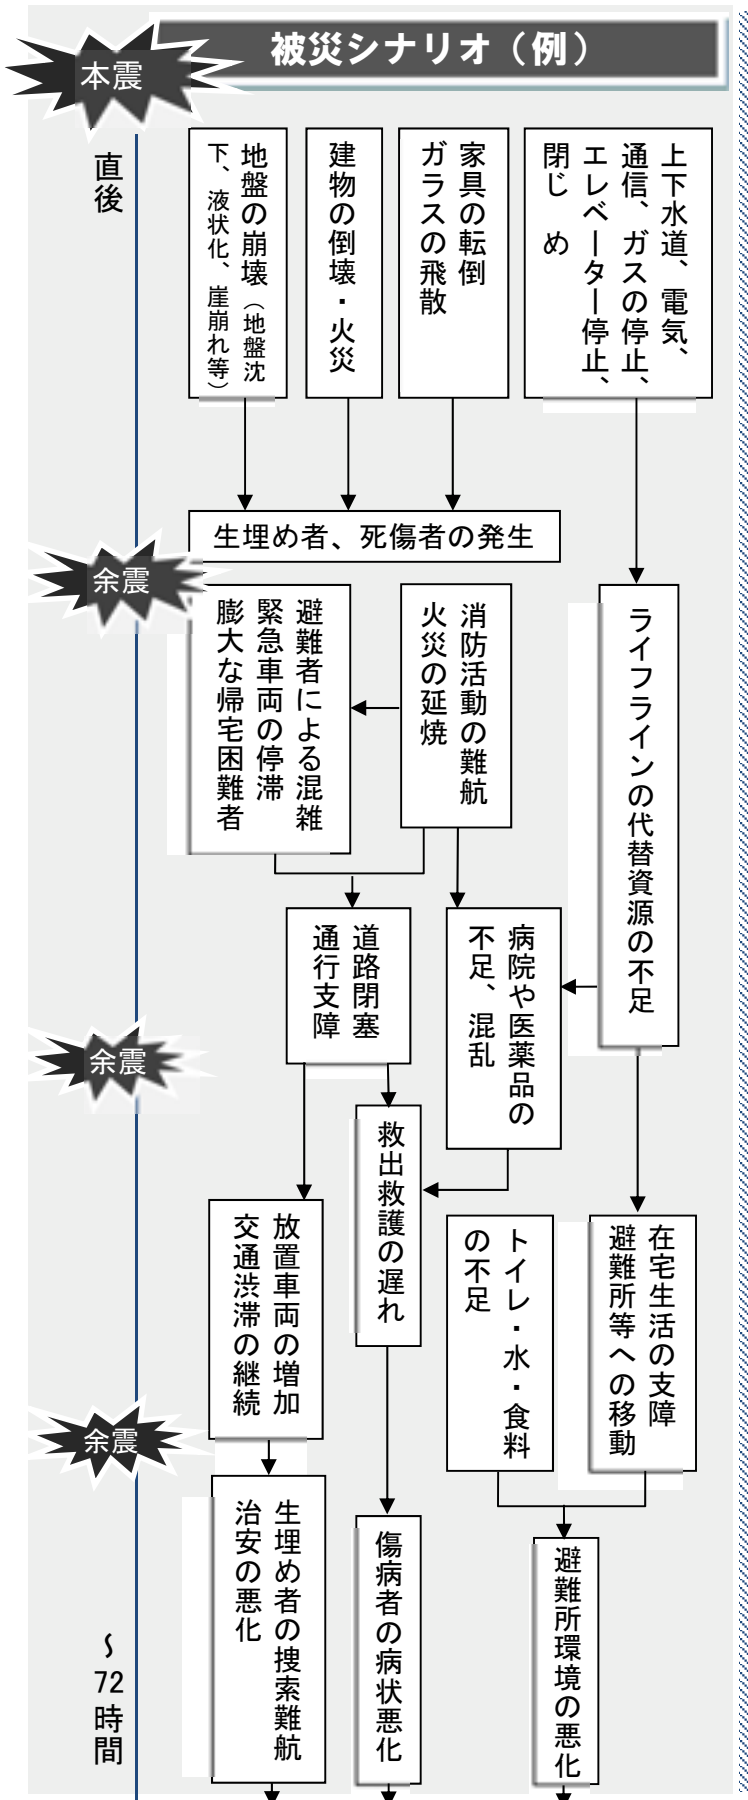 被災シナリオ（例）
本震
直後
上下水道、電気、
通信、ガスの停止、
エレベーター停止、
閉じ　め
家具の転倒
ガラスの飛散
建物の倒壊・火災
地盤の崩壊（地盤沈
下、液状化、崖崩れ等）
生埋め者、死傷者の発生
余震
ライフラインの代替資源の不足
消防活動の難航
火災の延焼
避難者による混雑
緊急車両の停滞
膨大な帰宅困難者
病院や医薬品の
不足、混乱
道路閉塞
通行支障
余震
救出救護の遅れ
在宅生活の支障
避難所等への移動
トイレ・水・食料
の不足
放置車両の増加
交通渋滞の継続
余震
避難所環境の悪化
傷病者の病状悪化
生埋め者の捜索難航
治安の悪化
～72時間